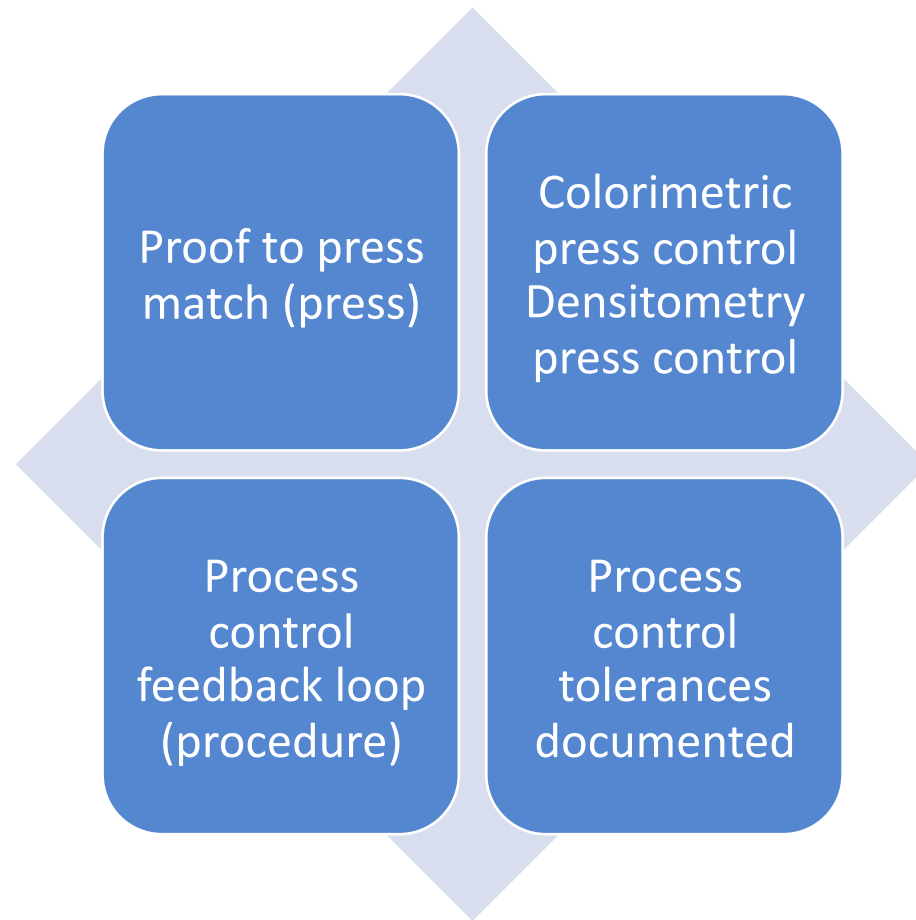 Proof to press
match (press)
Colorimetric
press control
Densitometry
press control
Process
control
feedback loop
(procedure)
Process
control
tolerances
documented